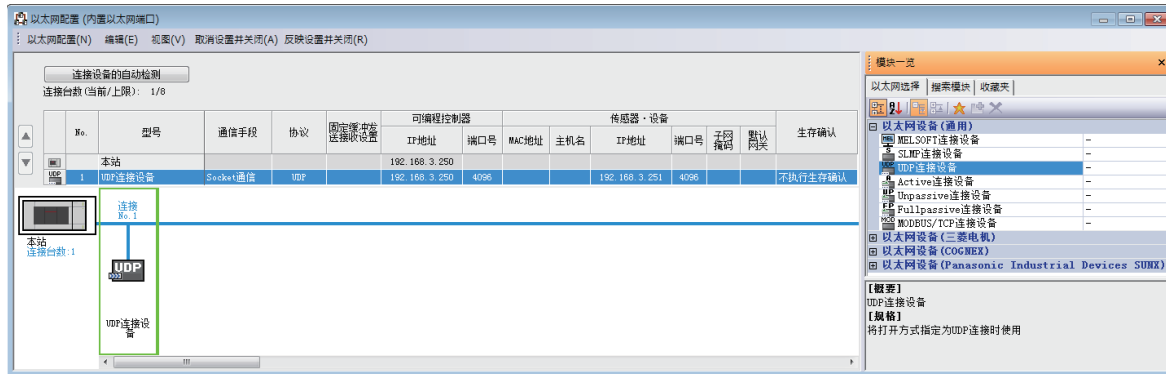 以太网配置 (内置以太网端口)
以太网配置(N) 编辑(E) 视图(V) 取消设置并关闭(A) 反映设置并关闭(R)
连接设备的自动检测
连接台数(当前/上限): 1/8
No. 型号 通信手段 协议 固定缓冲发送接收设置 可编程控制器 传感器・设备 生存确认
IP地址 端口号 MAC地址 主机名 IP地址 端口号 子网掩码 默认网关
本站 192.168.3.250
UDP 1 UDP连接设备 Socket通信 UDP 192.168.3.250 4096 192.168.3.251 4096 不执行生存确认
连接
No.1
本站
连接台数:1
UDP
UDP连接设
备
模块一览
以太网选择 搜索模块 收藏夹
以太网设备(通用)
MELSOFT连接设备 -
SLMP连接设备 -
UDP连接设备 -
Active连接设备 -
Unpassive连接设备 -
Fullpassive连接设备 -
MODBUS/TCP连接设备 -
以太网设备(三菱电机)
以太网设备(COGNEX)
以太网设备(Panasonic Industrial Devices SUNX)
[概要]
UDP连接设备
[规格]
将打开方式指定为UDP连接时使用